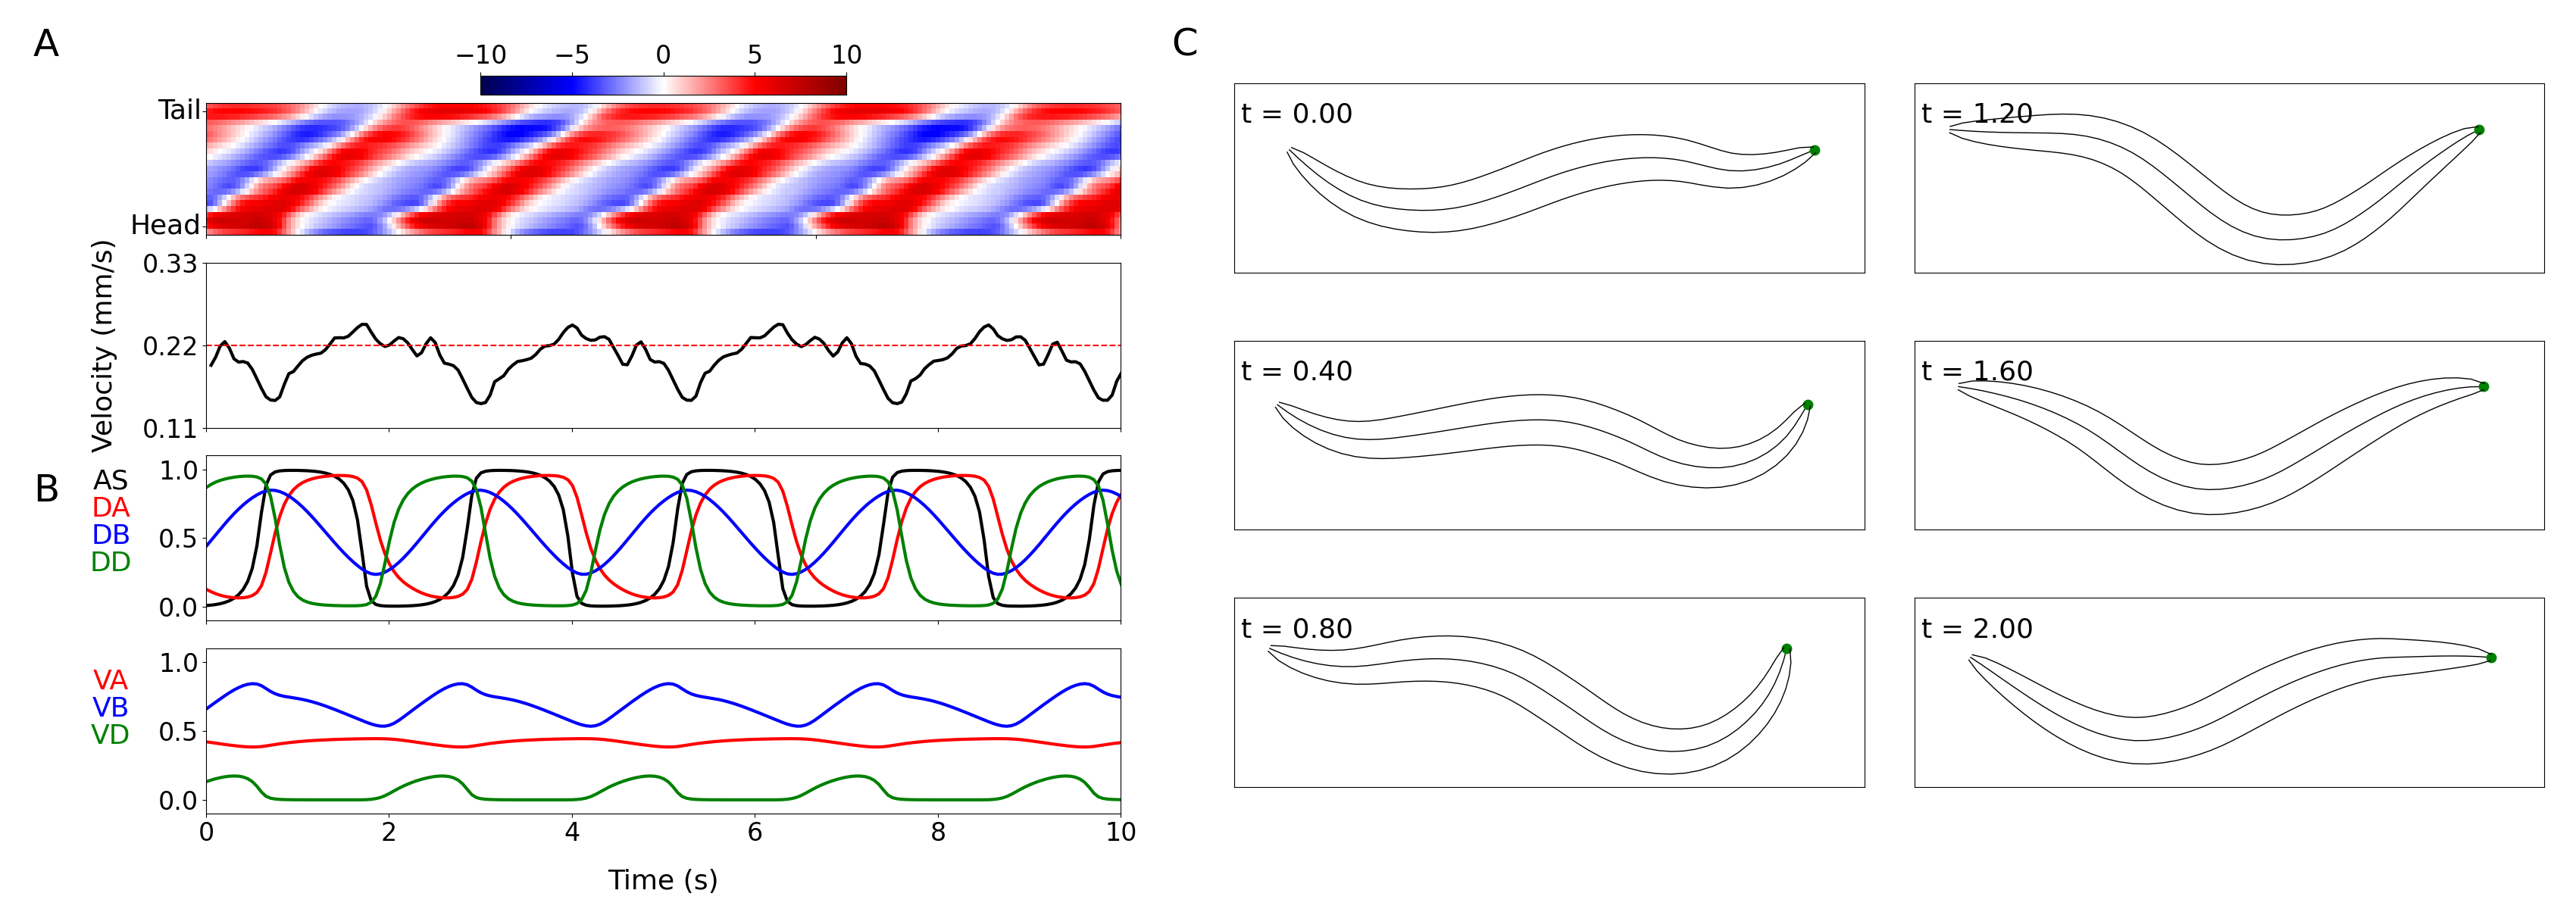 A
−10 −5 0 5 10
Tail
Head
Velocity (mm/s)
0.33
0.22
0.11
B
AS
DA
DB
DD
1.0
0.5
0.0
VA
VB
VD
1.0
0.5
0.0
0 2 4 6 8 10
Time (s)
C
t = 0.00
t = 1.20
t = 0.40
t = 1.60
t = 0.80
t = 2.00